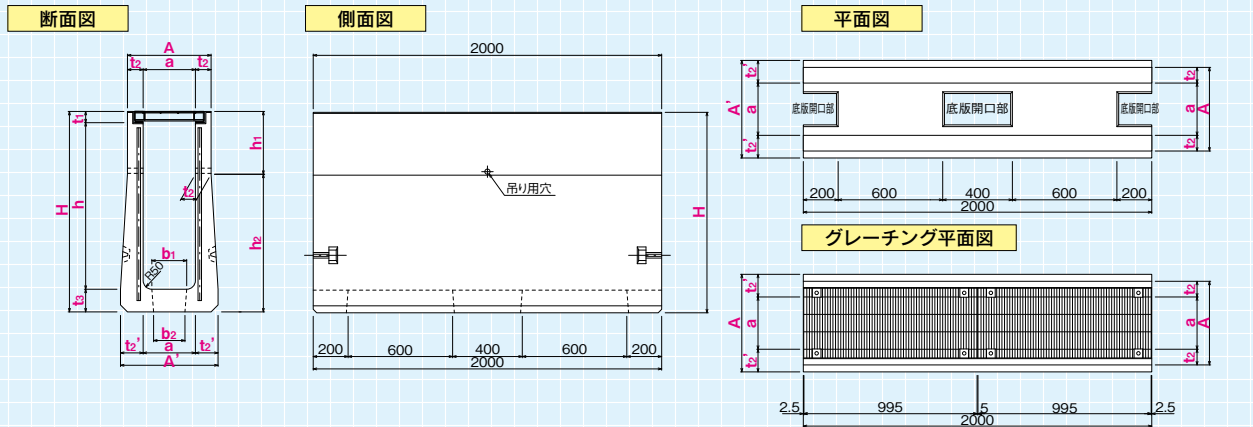 断面図
A
t2 a t2
t1
h1
H
h
t2
h2
b1
R50
t3
b2
t2' a t2'
A'
側面図
2000
吊り用穴
H
200 600 400 600 200
2000
平面図
t2'
A' a
t2'
底版開口部 底版開口部 底版開口部
t2
a A
t2
200 600 400 600 200
2000
グレーチング平面図
t2'
A a
t2'
t2
a A
t2
2.5 995 5 995 2.5
2000